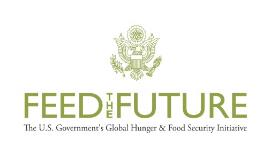 FEED THE FUTURE
The U.S. Government's Global Hunger & Food Security Initiative